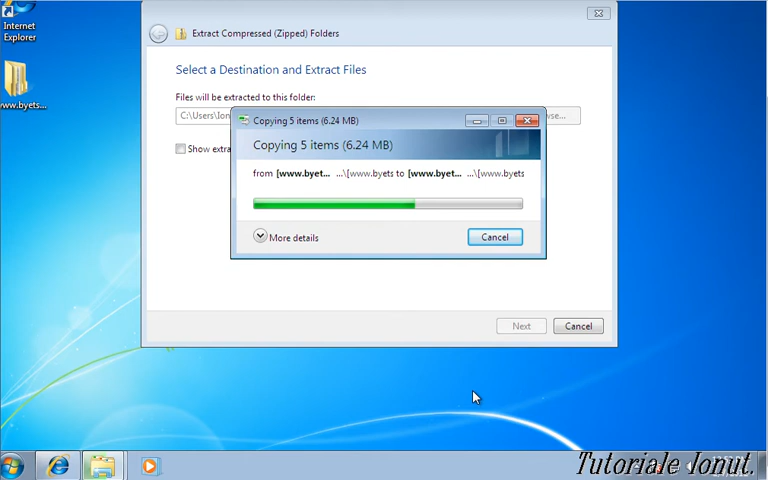 Internet
Explorer
www.byets...
Extract Compressed (Zipped) Folders
Select a Destination and Extract Files
Files will be extracted to this folder:
C:\Users\Ion
Show extra
Copying 5 items (6.24 MB)
Copying 5 items (6.24 MB)
from [www.byet... ...\[www.byets to [www.byet... ...\[www.byets
More details
Cancel
Next
Cancel
Tutoriale Ionut.